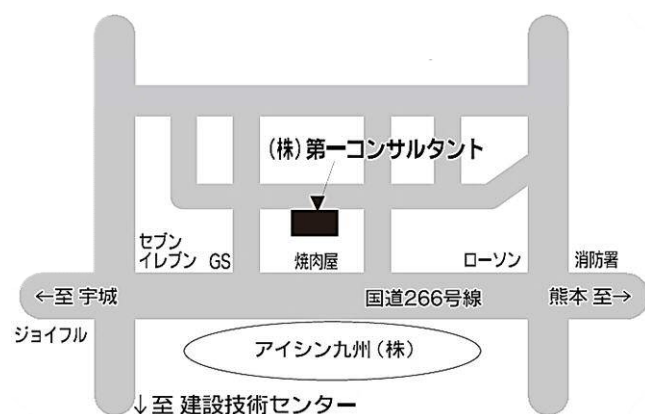 (株)第一コンサルタント
セブン
イレブン GS
焼肉屋
ローソン
消防署
←至 宇城
国道266号線
熊本 至→
ジョイフル
アイシン九州(株)
↓至 建設技術センター